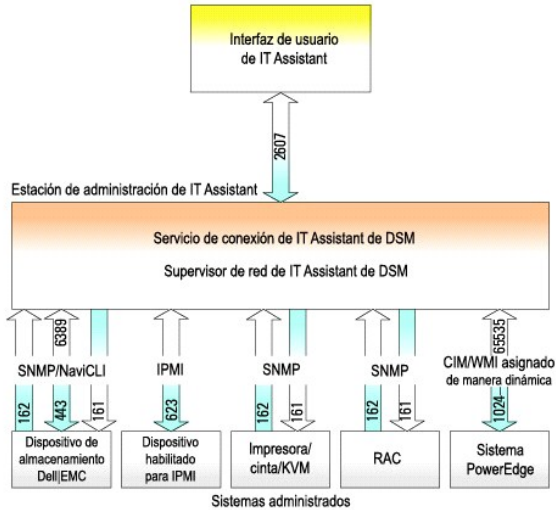 Interfaz de usuario
de IT Assistant
2607
Estación de administración de IT Assistant
Servicio de conexión de IT Assistant de DSM
Supervisor de red de IT Assistant de DSM
6389
65535
SNMP/NaviCLI
IPMI
SNMP
SNMP
CIM/WMI asignado
de manera dinámica
162
443
161
623
162
161
162
161
1024
Dispositivo de
almacenamiento
Dell|EMC
Dispositivo
habilitado
para IPMI
Impresora/
cinta/KVM
RAC
Sistema
PowerEdge
Sistemas administrados